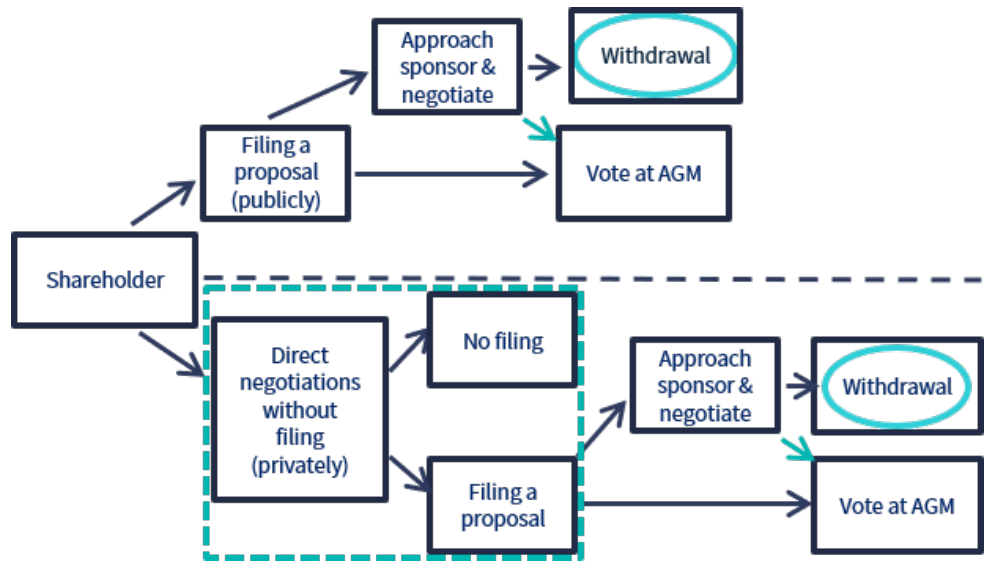 Approach
sponsor &
negotiate
Withdrawal
Filing a
proposal
(publicly)
Vote at AGM
Shareholder
Direct
negotiations
without
filing
(privately)
No filing
Approach
sponsor &
negotiate
Withdrawal
Filing a
proposal
Vote at AGM